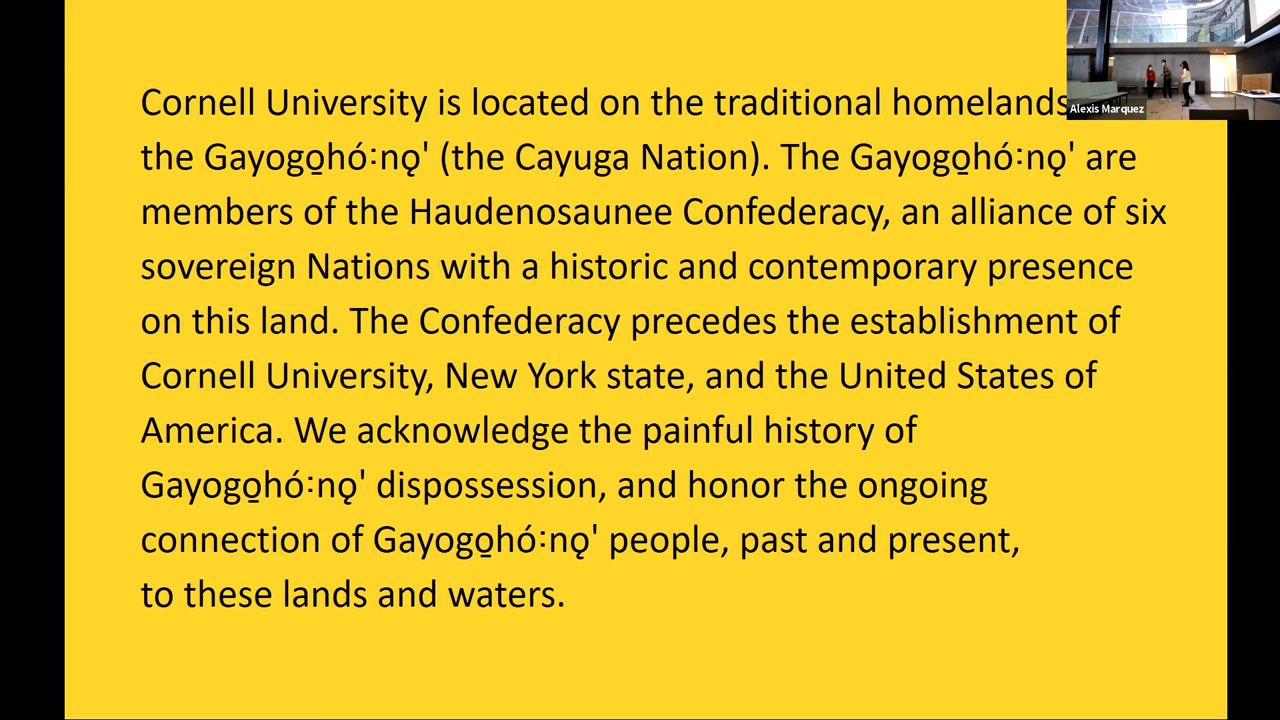 Cornell University is located on the traditional homelands
the Gayogo̱hó:nǫ' (the Cayuga Nation). The Gayogo̱hó:nǫ' are
members of the Haudenosaunee Confederacy, an alliance of six
sovereign Nations with a historic and contemporary presence
on this land. The Confederacy precedes the establishment of
Cornell University, New York state, and the United States of
America. We acknowledge the painful history of
Gayogo̱hó:nǫ' dispossession, and honor the ongoing
connection of Gayogo̱hó:nǫ' people, past and present,
to these lands and waters.
Alexis Marquez